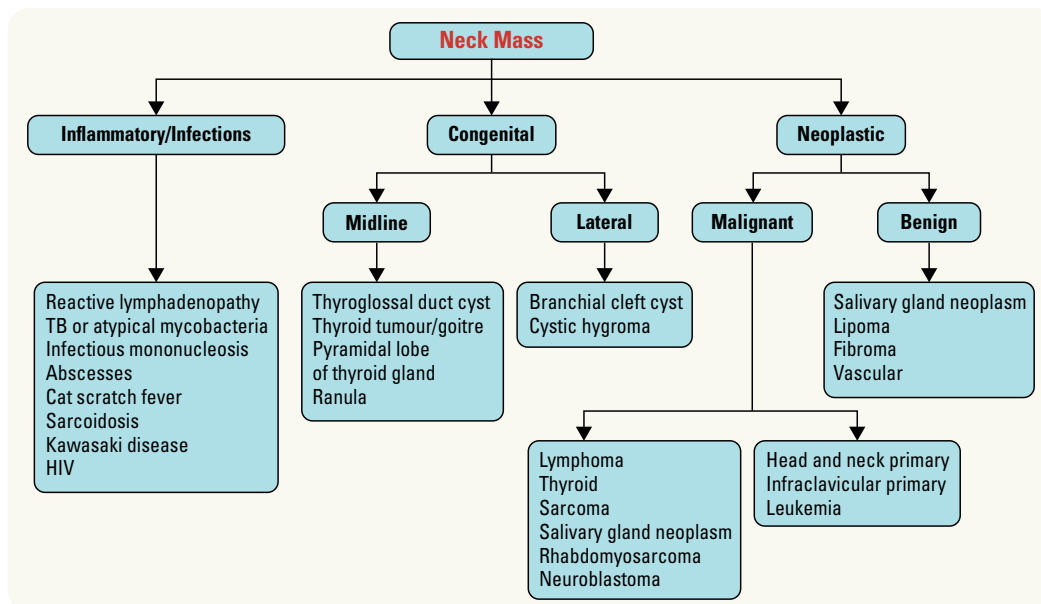 Neck Mass
Inflammatory/Infections
Congenital
Neoplastic
Midline
Lateral
Malignant
Benign
Reactive lymphadenopathy
TB or atypical mycobacteria
Infectious mononucleosis
Abscesses
Cat scratch fever
Sarcoidosis
Kawasaki disease
HIV
Thyroglossal duct cyst
Thyroid tumour/goitre
Pyramidal lobe
of thyroid gland
Ranula
Branchial cleft cyst
Cystic hygroma
Salivary gland neoplasm
Lipoma
Fibroma
Vascular
Lymphoma
Thyroid
Sarcoma
Salivary gland neoplasm
Rhabdomyosarcoma
Neuroblastoma
Head and neck primary
Infraclavicular primary
Leukemia